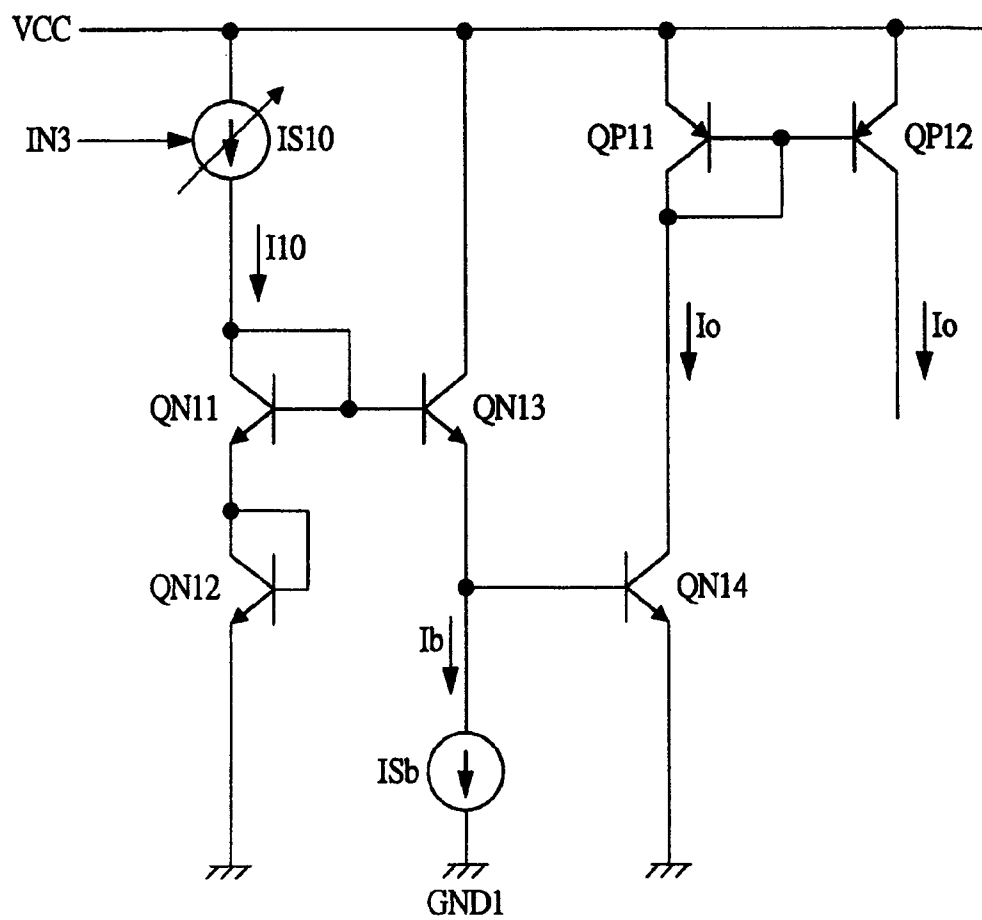 VCC
IN3
IS10
QP11
QP12
I10
Io
Io
QN11
QN13
QN12
QN14
Ib
ISb
GND1